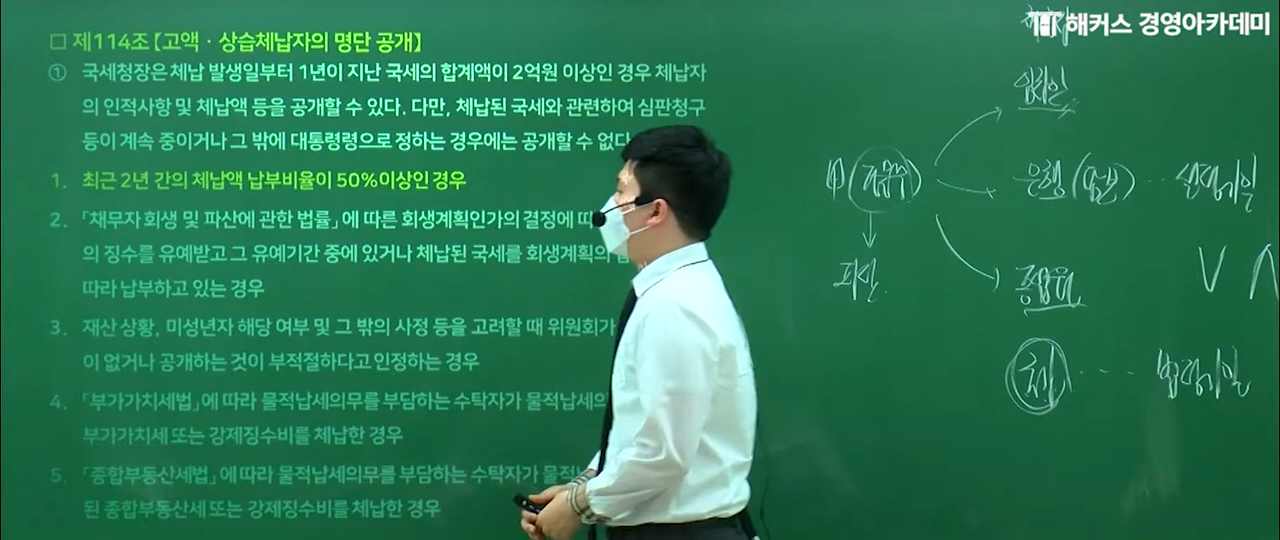 해커스 경영아카데미
□ 제114조【고액 · 상습체납자의 명단 공개】
① 국세청장은 체납 발생일부터 1년이 지난 국세의 합계액이 2억원 이상인 경우 체납자
의 인적사항 및 체납액 등을 공개할 수 있다. 다만, 체납된 국세와 관련하여 심판청구
등이 계속 중이거나 그 밖에 대통령령으로 정하는 경우에는 공개할 수 없다
1. 최근 2년 간의 체납액 납부비율이 50%이상인 경우
2. 「채무자 회생 및 파산에 관한 법률」에 따른 회생계획인가의 결정에 따
의 징수를 유예받고 그 유예기간 중에 있거나 체납된 국세를 회생계획의
따라 납부하고 있는 경우
3. 재산 상황, 미성년자 해당 여부 및 그 밖의 사정 등을 고려할 때 위원회가
이 없거나 공개하는 것이 부적절하다고 인정하는 경우
4. 「부가가치세법」에 따라 물적납세의무를 부담하는 수탁자가 물적납세의
부가가치세 또는 강제징수비를 체납한 경우
5. 「종합부동산세법」에 따라 물적납세의무를 부담하는 수탁자가 물적납
된 종합부동산세 또는 강제징수비를 체납한 경우
임차인
은행(담보) ·· 설정기일
파산
종업원
···· 법정기일